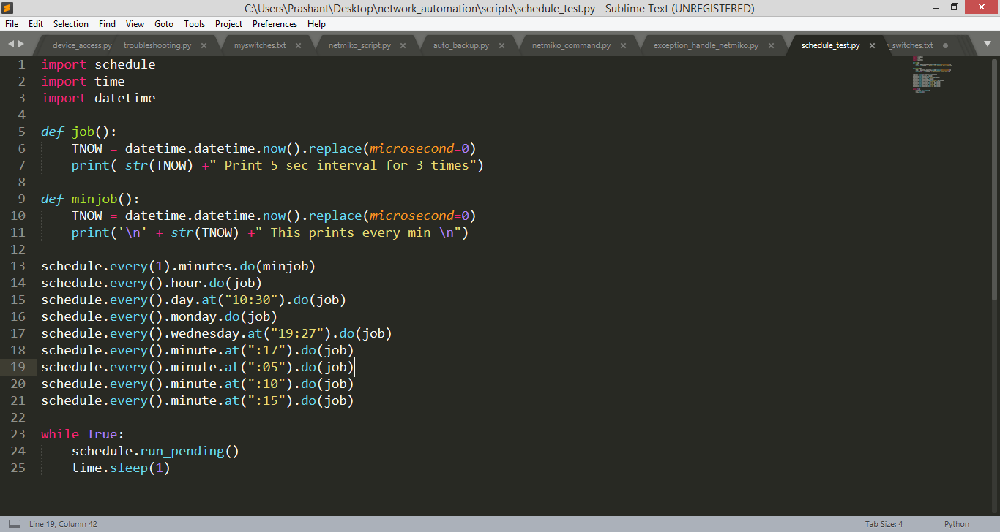 C:\Users\Prashant\Desktop\network_automation\scripts\schedule_test.py - Sublime Text (UNREGISTERED)
File Edit Selection Find View Goto Tools Project Preferences Help
device_access.py troubleshooting.py × myswitches.txt × netmiko_script.py × auto_backup.py × netmiko_command.py × exception_handle_netmiko.py × schedule_test.py × _switches.txt
1 import schedule
2 import time
3 import datetime
4
5 def job():
6     TNOW = datetime.datetime.now().replace(microsecond=0)
7     print( str(TNOW) +" Print 5 sec interval for 3 times")
8
9 def minjob():
10     TNOW = datetime.datetime.now().replace(microsecond=0)
11     print('\n' + str(TNOW) +" This prints every min \n")
12
13 schedule.every(1).minutes.do(minjob)
14 schedule.every().hour.do(job)
15 schedule.every().day.at("10:30").do(job)
16 schedule.every().monday.do(job)
17 schedule.every().wednesday.at("19:27").do(job)
18 schedule.every().minute.at(":17").do(job)
19 schedule.every().minute.at(":05").do(job)
20 schedule.every().minute.at(":10").do(job)
21 schedule.every().minute.at(":15").do(job)
22
23 while True:
24     schedule.run_pending()
25     time.sleep(1)
Line 19, Column 42 Tab Size: 4 Python